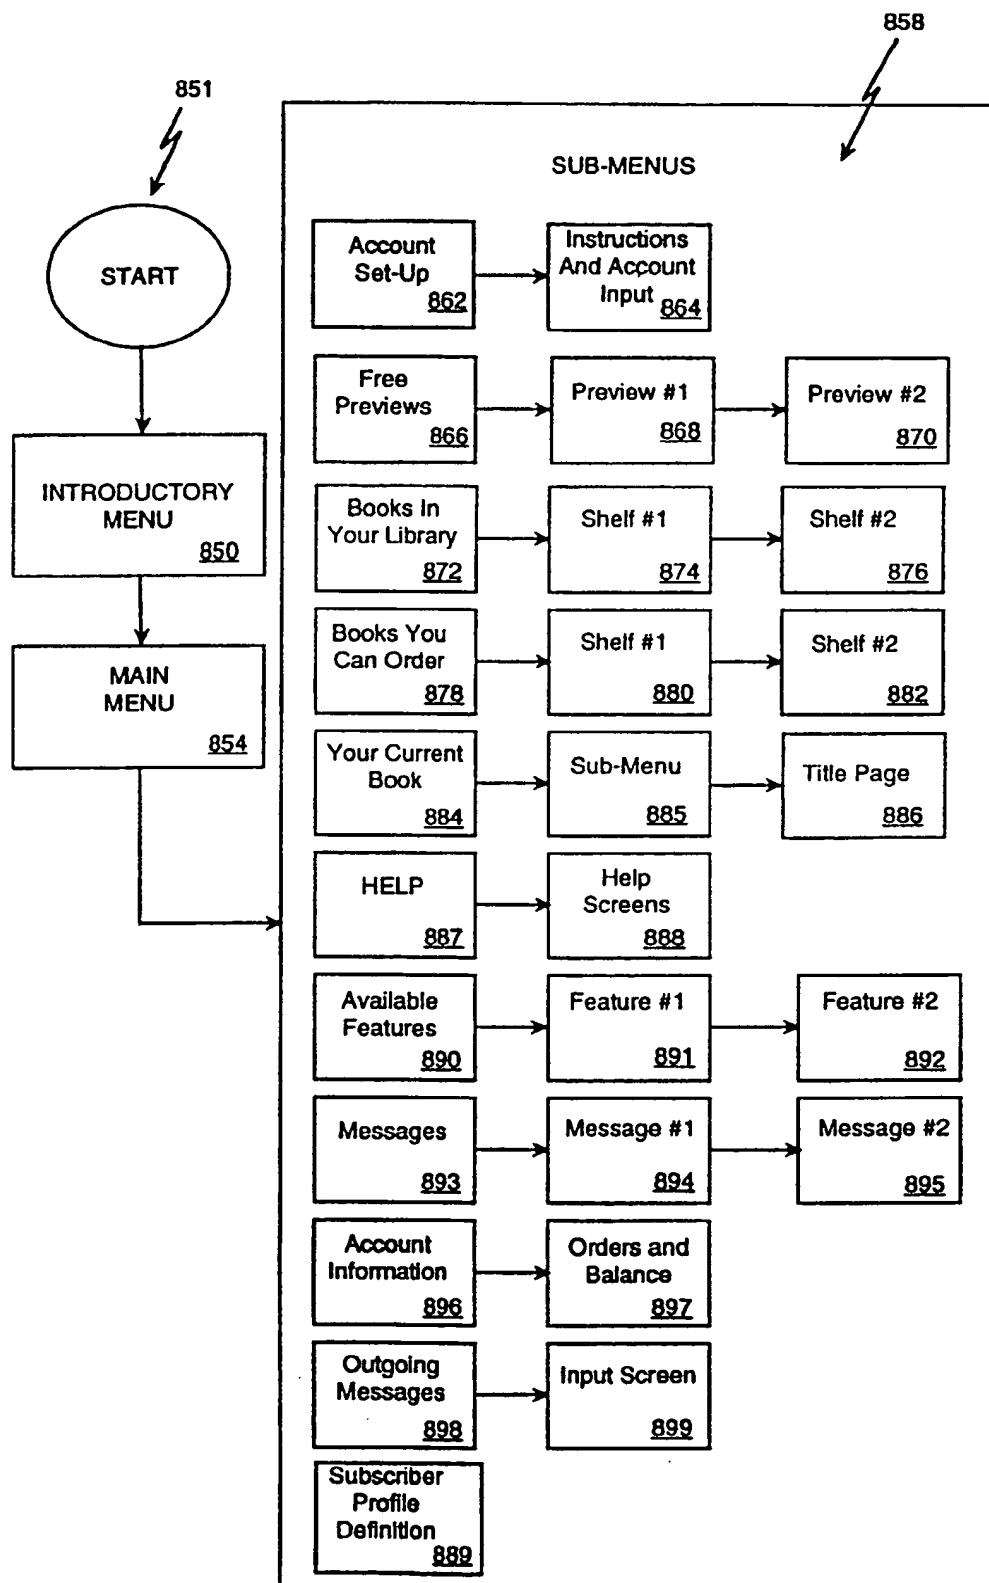 858
851
SUB-MENUS
START
Account
Set-Up
862
Instructions
And Account
Input
864
Free
Previews
866
Preview #1
868
Preview #2
870
INTRODUCTORY
MENU
850
Books In
Your Library
872
Shelf #1
874
Shelf #2
876
Books You
Can Order
878
Shelf #1
880
Shelf #2
882
MAIN
MENU
854
Your Current
Book
884
Sub-Menu
885
Title Page
886
HELP
887
Help
Screens
888
Available
Features
890
Feature #1
891
Feature #2
892
Messages
893
Message #1
894
Message #2
895
Account
Information
896
Orders and
Balance
897
Outgoing
Messages
898
Input Screen
899
Subscriber
Profile
Definition
889